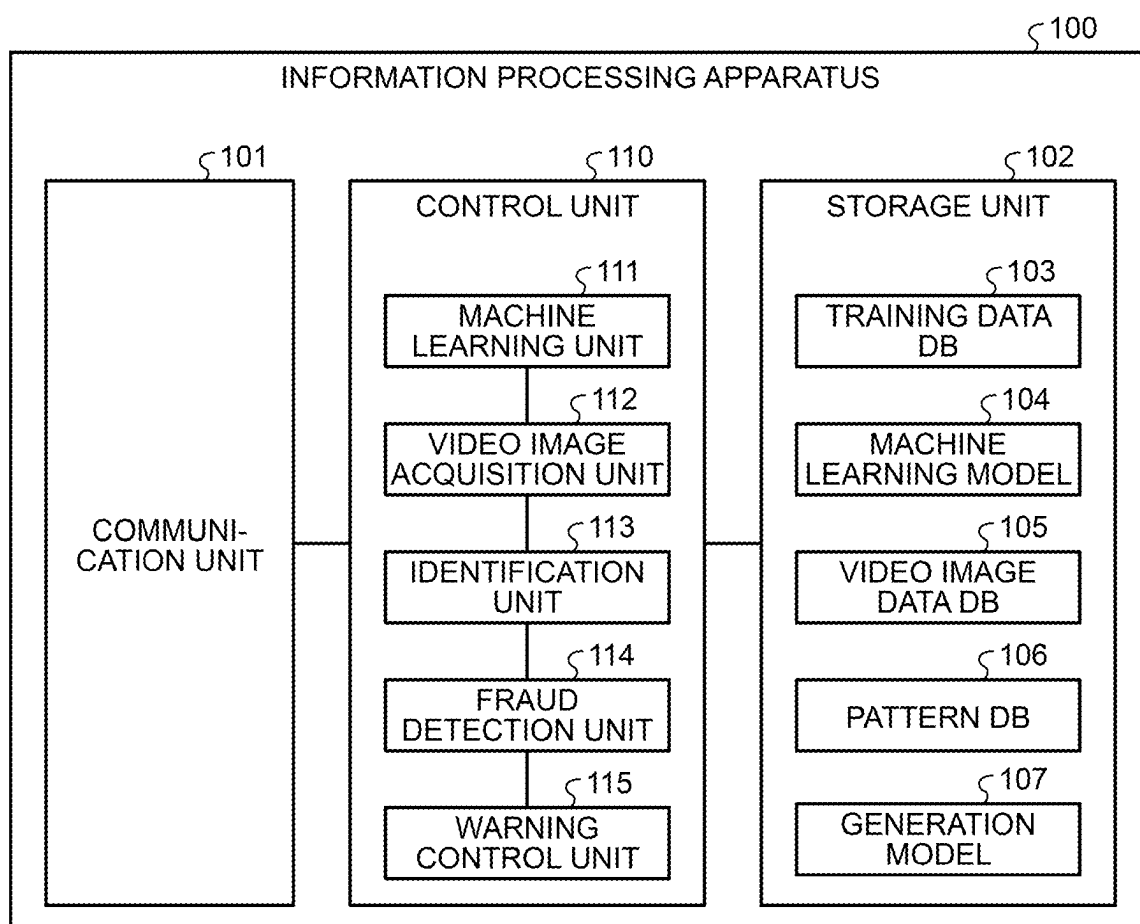 100
INFORMATION PROCESSING APPARATUS
101
COMMUNI-
CATION UNIT
110
CONTROL UNIT
111
MACHINE
LEARNING UNIT
112
VIDEO IMAGE
ACQUISITION UNIT
113
IDENTIFICATION
UNIT
114
FRAUD
DETECTION UNIT
115
WARNING
CONTROL UNIT
102
STORAGE UNIT
103
TRAINING DATA
DB
104
MACHINE
LEARNING MODEL
105
VIDEO IMAGE
DATA DB
106
PATTERN DB
107
GENERATION
MODEL